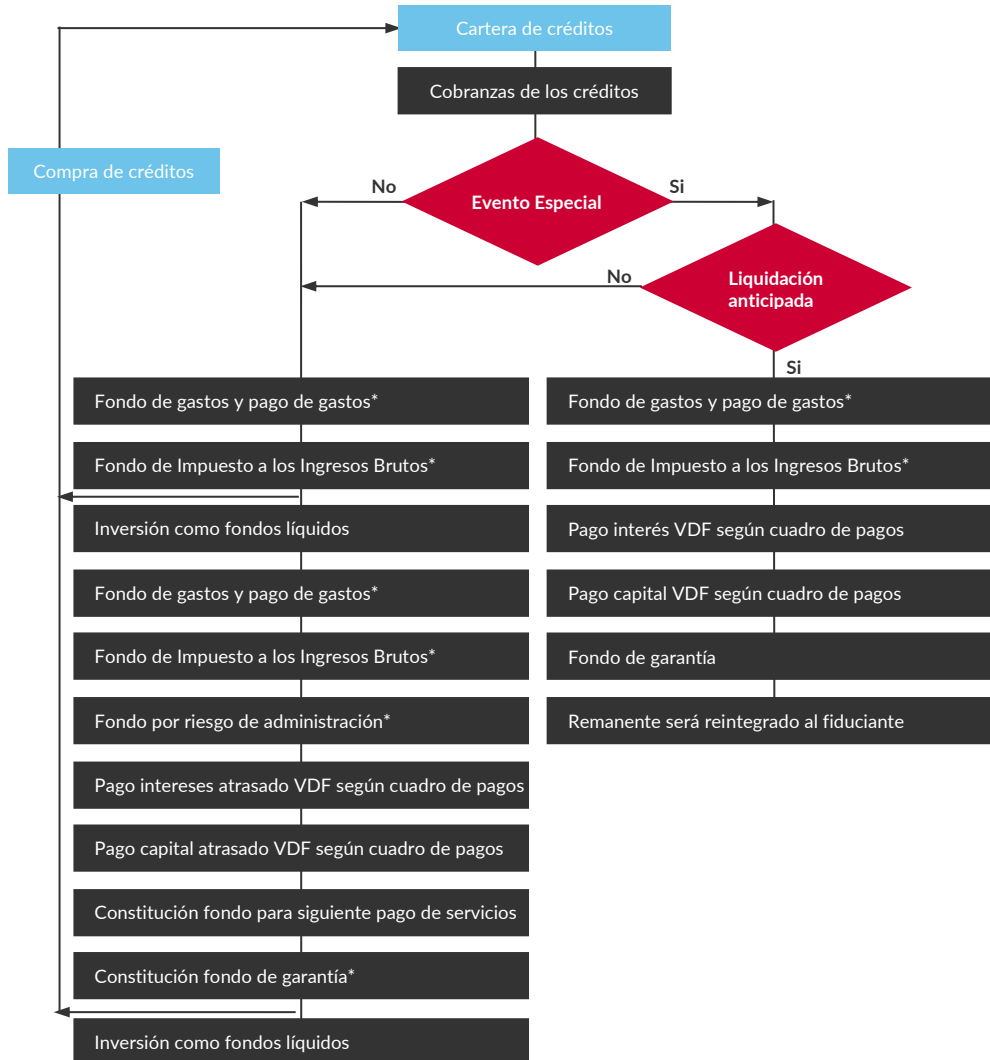 Cartera de créditos
Cobranzas de los créditos
Compra de créditos
No
Si
Evento Especial
No
Liquidación
anticipada
Si
Fondo de gastos y pago de gastos*
Fondo de Impuesto a los Ingresos Brutos*
Inversión como fondos líquidos
Fondo de gastos y pago de gastos*
Fondo de Impuesto a los Ingresos Brutos*
Fondo por riesgo de administración*
Pago intereses atrasado VDF según cuadro de pagos
Pago capital atrasado VDF según cuadro de pagos
Constitución fondo para siguiente pago de servicios
Constitución fondo de garantía*
Inversión como fondos líquidos
Fondo de gastos y pago de gastos*
Fondo de Impuesto a los Ingresos Brutos*
Pago interés VDF según cuadro de pagos
Pago capital VDF según cuadro de pagos
Fondo de garantía
Remanente será reintegrado al fiduciante